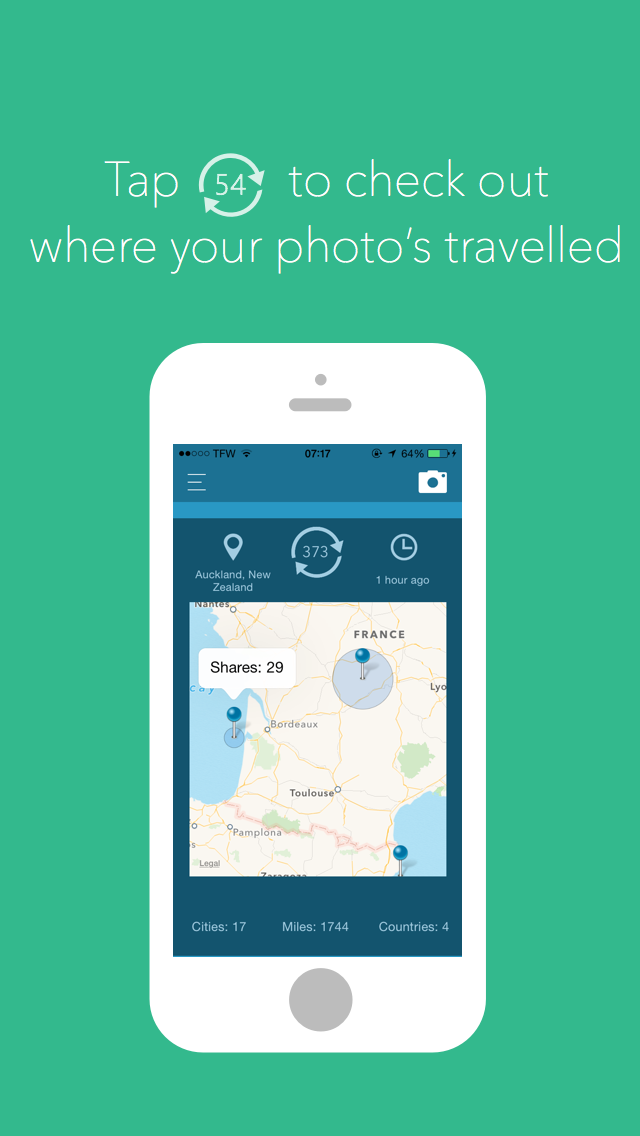 Tap 54 to check out
where your photo's travelled
TFW 07:17 64%
373
Auckland, New
Zealand
1 hour ago
Nantes
FRANCE
Shares: 29
Lyo
cay
Bordeaux
Toulouse
Pamplona
s
Legal
Zaragoza
Cities: 17 Miles: 1744 Countries: 4